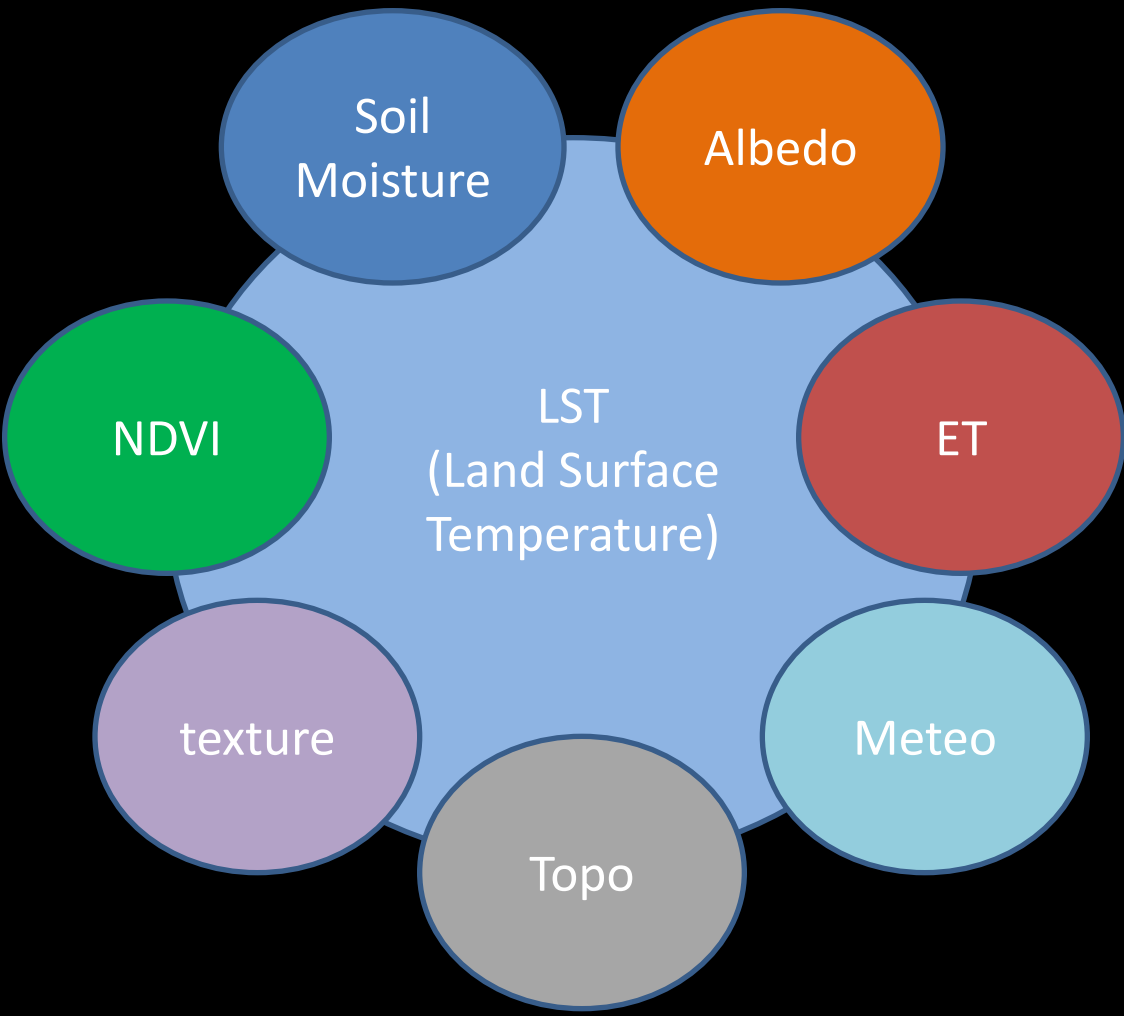 Soil
Moisture
Albedo
NDVI
LST
(Land Surface
Temperature)
ET
texture
Meteo
Topo